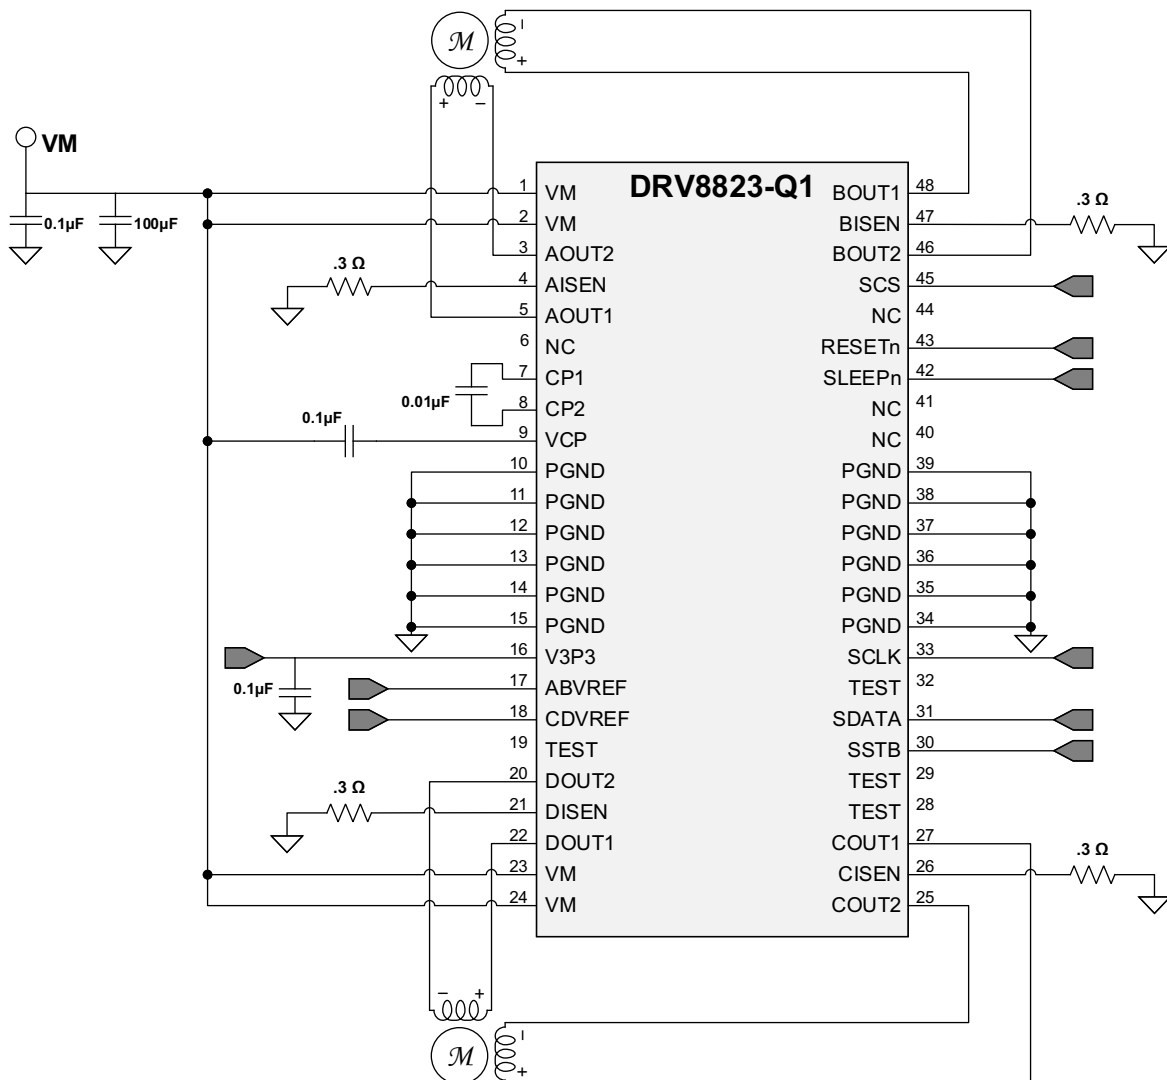 M
−
+
+ −
VM
DRV8823-Q1
0.1µF
100µF
1 VM
2 VM
3 AOUT2
.3 Ω
4 AISEN
5 AOUT1
6 NC
7 CP1
0.01µF
8 CP2
0.1µF
9 VCP
10 PGND
11 PGND
12 PGND
13 PGND
14 PGND
15 PGND
16 V3P3
0.1µF
17 ABVREF
18 CDVREF
19 TEST
20 DOUT2
.3 Ω
21 DISEN
22 DOUT1
23 VM
24 VM
BOUT1 48
.3 Ω
BISEN 47
BOUT2 46
SCS 45
NC 44
RESETn 43
SLEEPn 42
NC 41
NC 40
PGND 39
PGND 38
PGND 37
PGND 36
PGND 35
PGND 34
SCLK 33
TEST 32
SDATA 31
SSTB 30
TEST 29
TEST 28
COUT1 27
.3 Ω
CISEN 26
COUT2 25
− +
M
−
+